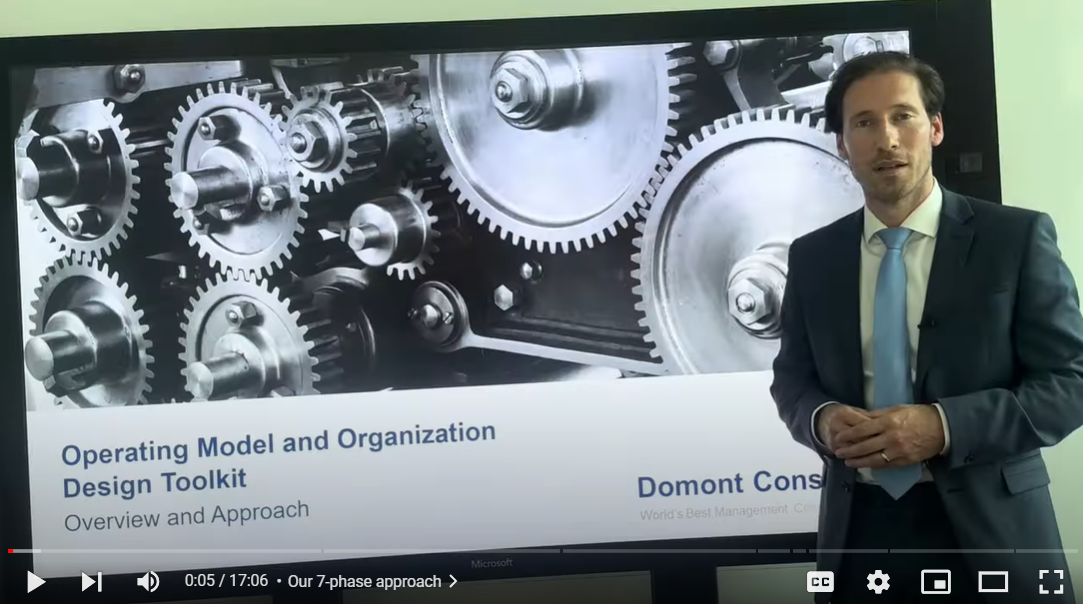 Operating Model and Organization
Design Toolkit
Overview and Approach
Domont Cons
World's Best Management
Microsoft
0:05 / 17:06 • Our 7-phase approach
CC